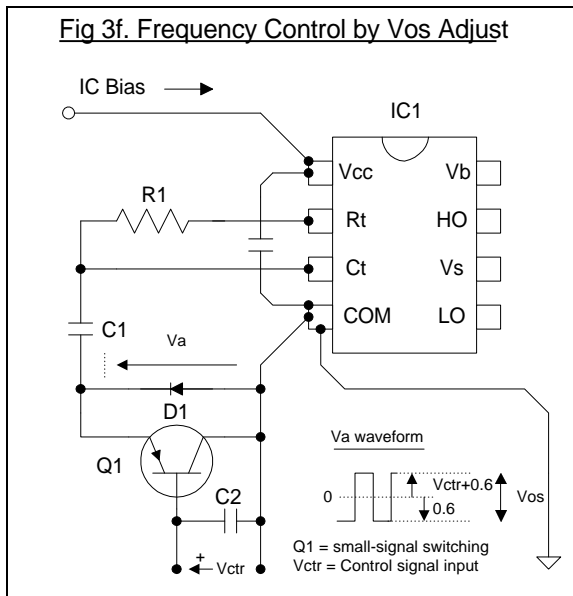 Fig 3f. Frequency Control by Vos Adjust
IC Bias
IC1
Vcc
Vb
R1
Rt
HO
Ct
Vs
C1
COM
LO
Va
D1
Q1
C2
Va waveform
0
Vctr+0.6
0.6
Vos
+
Vctr
Q1 = small-signal switching
Vctr = Control signal input